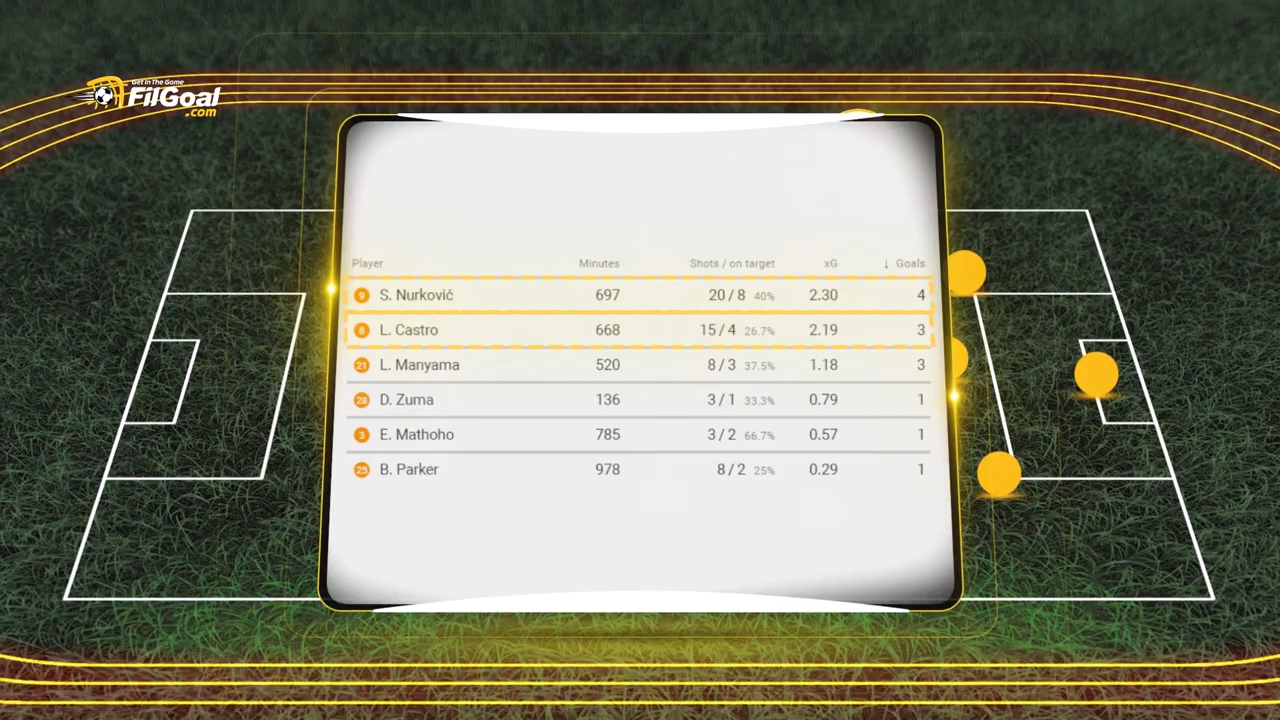 Get In The Game
FilGoal
.com
Player Minutes Shots / on target xG ↓ Goals
9 S. Nurković 697 20 / 8 40% 2.30 4
8 L. Castro 668 15 / 4 26.7% 2.19 3
21 L. Manyama 520 8 / 3 37.5% 1.18 3
28 D. Zuma 136 3 / 1 33.3% 0.79 1
3 E. Mathoho 785 3 / 2 66.7% 0.57 1
25 B. Parker 978 8 / 2 25% 0.29 1